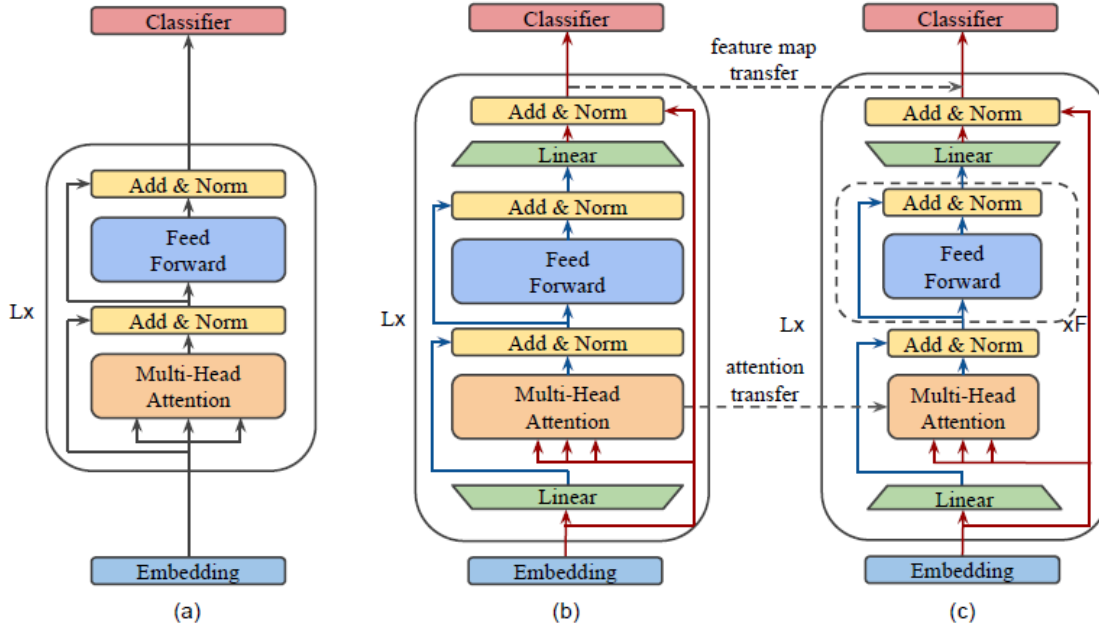 Classifier
Add & Norm
Feed
Forward
Add & Norm
Multi-Head
Attention
Lx
Embedding
(a)
Classifier
Add & Norm
Linear
Add & Norm
Feed
Forward
Add & Norm
Multi-Head
Attention
Linear
Lx
Embedding
(b)
feature map
transfer
attention
transfer
Classifier
Add & Norm
Linear
Add & Norm
Feed
Forward
xF
Add & Norm
Multi-Head
Attention
Linear
Lx
Embedding
(c)